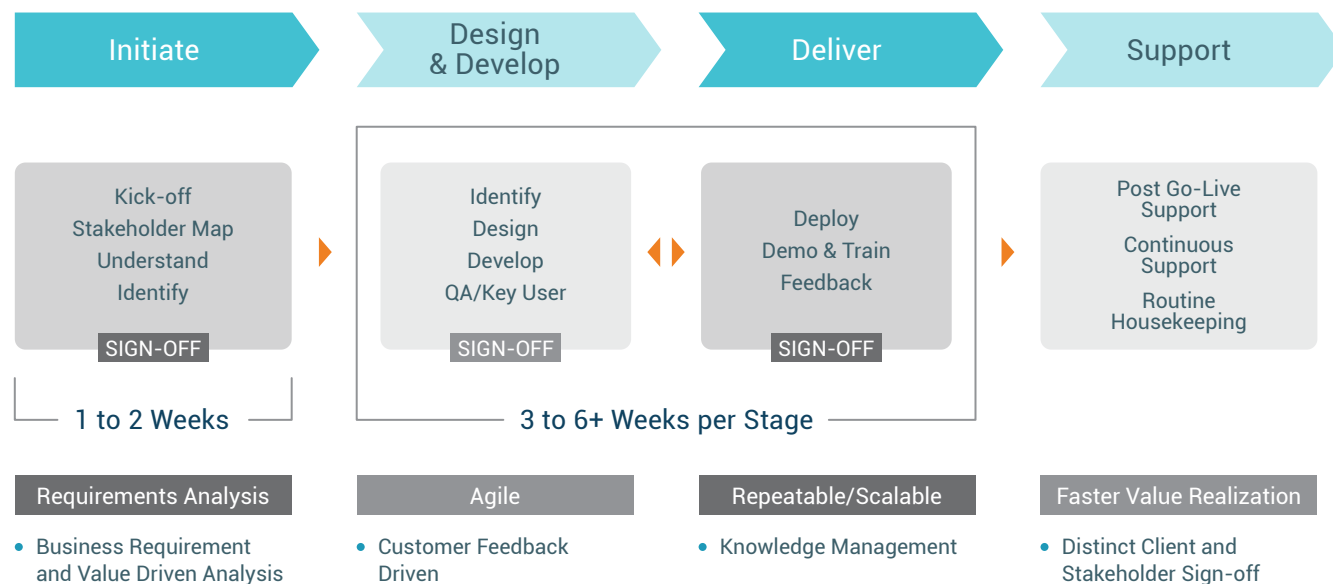 Initiate
Design
& Develop
Deliver
Support
Kick-off
Stakeholder Map
Understand
Identify
SIGN-OFF
Identify
Design
Develop
QA/Key User
SIGN-OFF
Deploy
Demo & Train
Feedback
SIGN-OFF
Post Go-Live
Support
Continuous
Support
Routine
Housekeeping
1 to 2 Weeks
3 to 6+ Weeks per Stage
Requirements Analysis
Agile
Repeatable/Scalable
Faster Value Realization
• Business Requirement
and Value Driven Analysis
• Customer Feedback
Driven
• Knowledge Management
• Distinct Client and
Stakeholder Sign-off